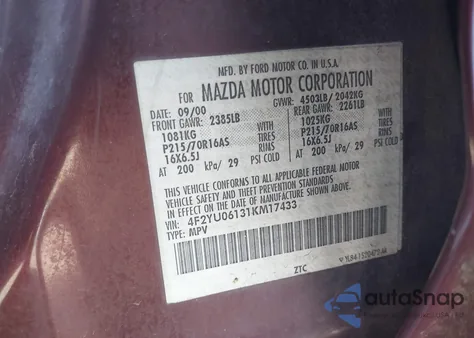 MFD. BY FORD MOTOR CO. IN U.S.A.
FOR MAZDA MOTOR CORPORATION
DATE: 09/00 GVWR: 4503LB/ 2042KG
FRONT GAWR: 2385LB REAR GAWR: 2261LB
1081KG WITH 1025KG WITH
P215/70R16AS TIRES P215/70R16AS TIRES
16X6.5J RIMS 16X6.5J RIMS
AT 200 kPa/ 29 PSI COLD AT 200 kPa/ 29 PSI COLD
THIS VEHICLE CONFORMS TO ALL APPLICABLE FEDERAL MOTOR
VEHICLE SAFETY, BUMPER, AND THEFT PREVENTION STANDARDS IN EFFECT ON THE DATE OF MANUFACTURE SHOWN ABOVE.
VIN: 4F2YU06131KM17433
TYPE: MPV
ZTC
autaSnap